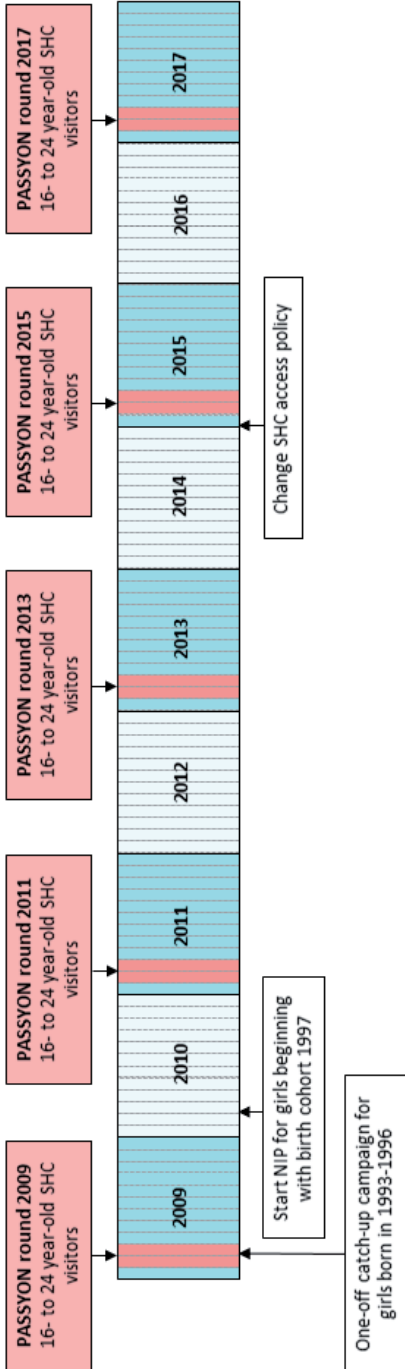 PASSYON round 2009
16- to 24 year-old SHC
visitors
PASSYON round 2011
16- to 24 year-old SHC
visitors
PASSYON round 2013
16- to 24 year-old SHC
visitors
PASSYON round 2015
16- to 24 year-old SHC
visitors
PASSYON round 2017
16- to 24 year-old SHC
visitors
2009
2010
2011
2012
2013
2014
2015
2016
2017
Start NIP for girls beginning
with birth cohort 1997
Change SHC access policy
One-off catch-up campaign for
girls born in 1993-1996